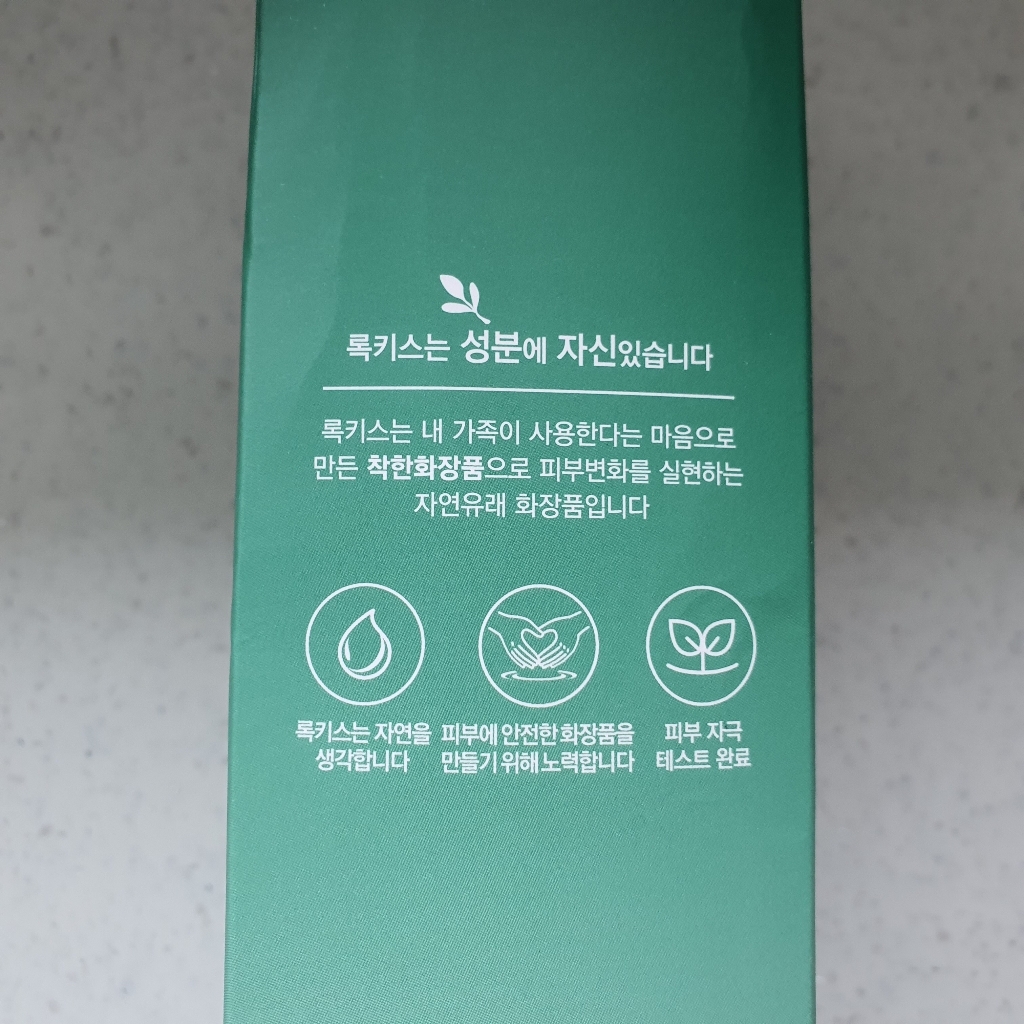 록키스는 성분에 자신있습니다
록키스는 내 가족이 사용한다는 마음으로
만든 착한화장품으로 피부변화를 실현하는
자연유래 화장품입니다
록키스는 자연을
생각합니다
피부에 안전한 화장품을
만들기 위해 노력합니다
피부 자극
테스트 완료